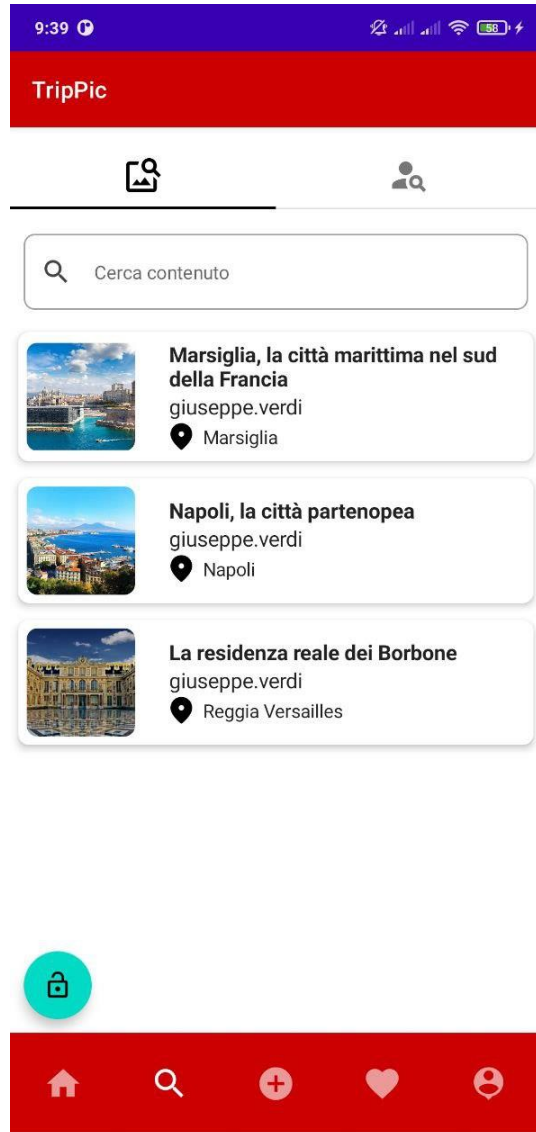 9:39
58
TripPic
Cerca contenuto
Marsiglia, la città marittima nel sud
della Francia
giuseppe.verdi
Marsiglia
Napoli, la città partenopea
giuseppe.verdi
Napoli
La residenza reale dei Borbone
giuseppe.verdi
Reggia Versailles